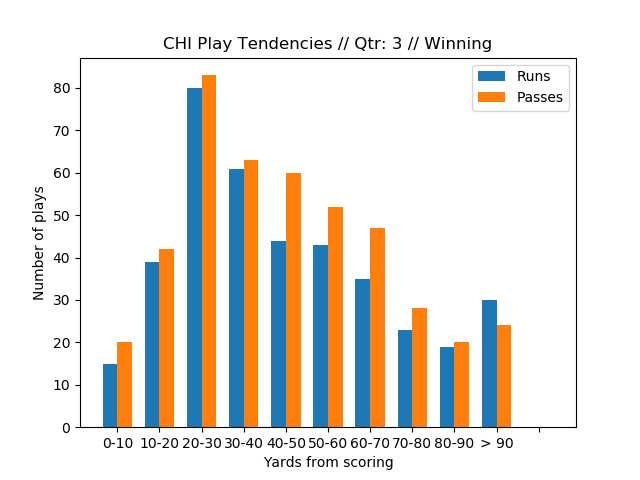 CHI Play Tendencies // Qtr: 3 // Winning
Runs
Passes
Number of plays
80
70
60
50
40
30
20
10
0
0-10 10-20 20-30 30-40 40-50 50-60 60-70 70-80 80-90 > 90
Yards from scoring